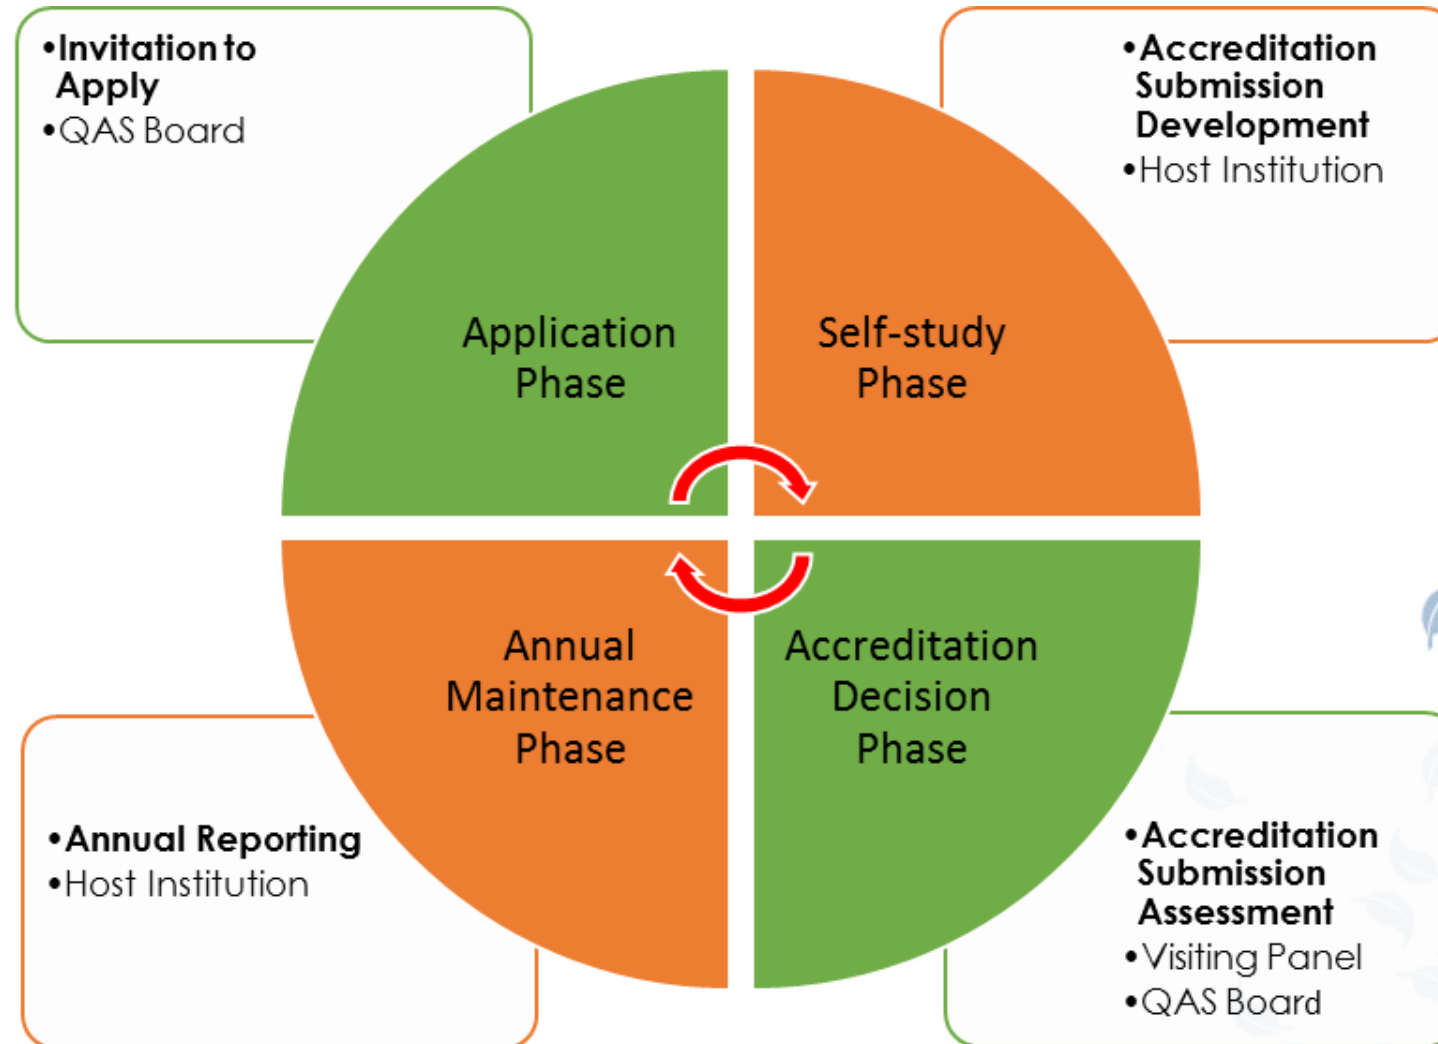 •Invitation to
Apply
•QAS Board
•Accreditation
Submission
Development
•Host Institution
Application
Phase
Self-study
Phase
Annual
Maintenance
Phase
Accreditation
Decision
Phase
•Annual Reporting
•Host Institution
•Accreditation
Submission
Assessment
•Visiting Panel
•QAS Board